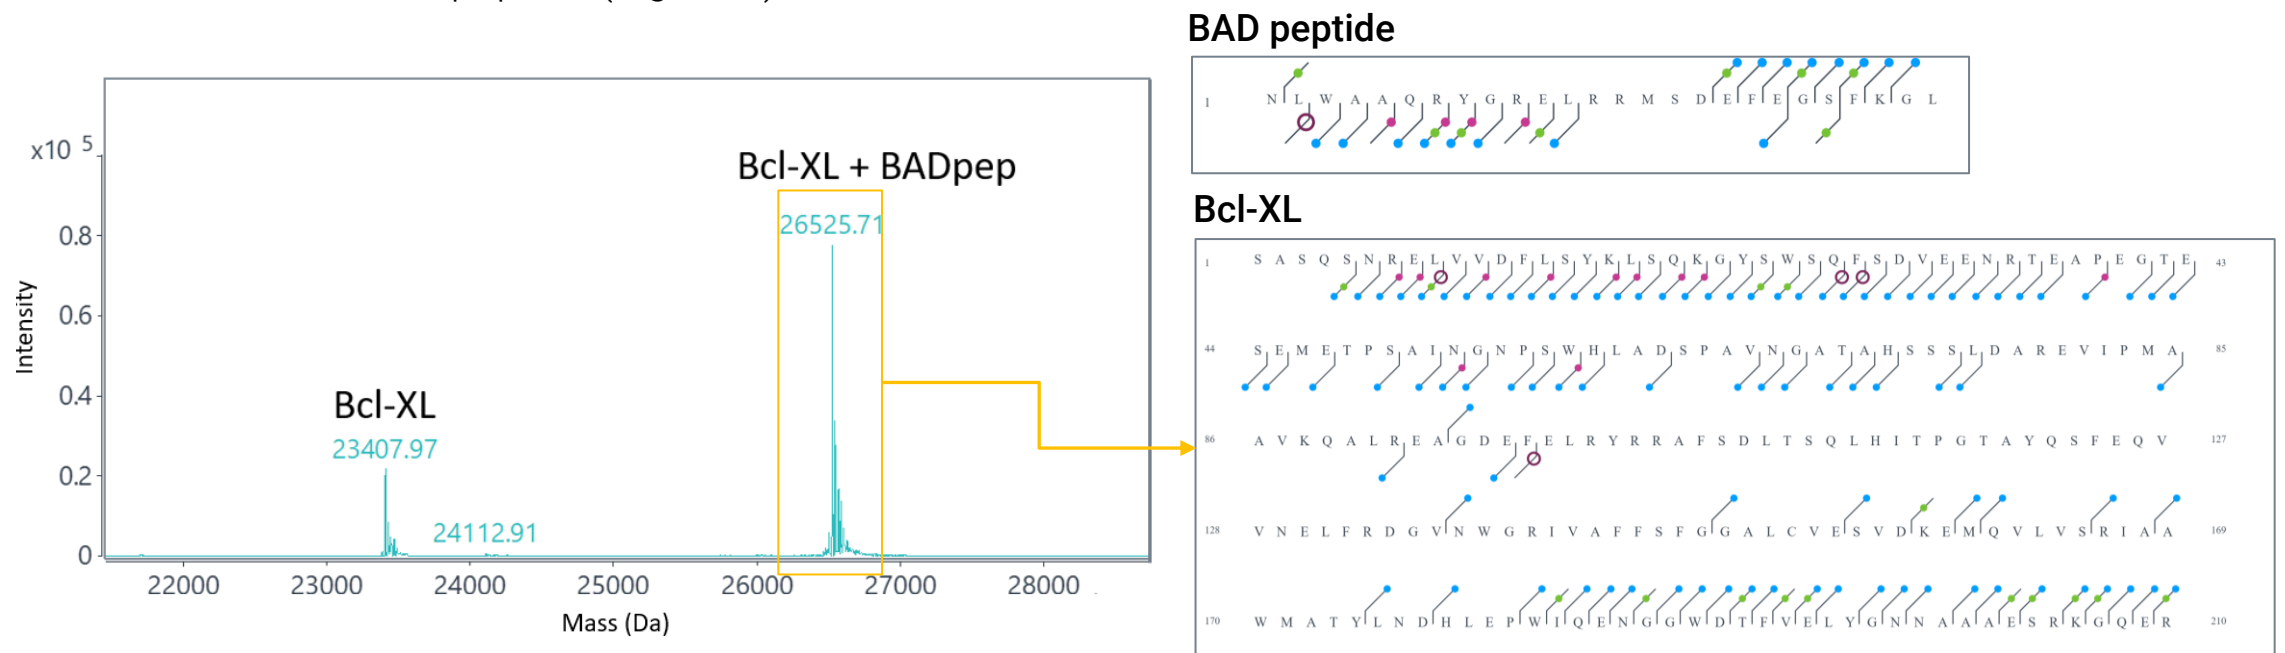 BAD peptide
1 N L W A A Q R Y G R E L R R M S D E F E G S F K G L
x10 5
Bcl-XL + BADpep
26525.71
0.8
0.6
Intensity
0.4
Bcl-XL
23407.97
0.2
24112.91
0
22000 23000 24000 25000 26000 27000 28000
Mass (Da)
Bcl-XL
1 S A S Q S N R E L V V D F L S Y K L S Q K G Y S W S Q F S D V E E N R T E A P E G T E 43
44 S E M E T P S A I N G N P S W H L A D S P A V N G A T A H S S S L D A R E V I P M A 85
86 A V K Q A L R E A G D E F E L R Y R R A F S D L T S Q L H I T P G T A Y Q S F E Q V 127
128 V N E L F R D G V N W G R I V A F F S F G G A L C V E S V D K E M Q V L V S R I A A 169
170 W M A T Y L N D H L E P W I Q E N G G W D T F V E L Y G N N A A A E S R K G Q E R 210